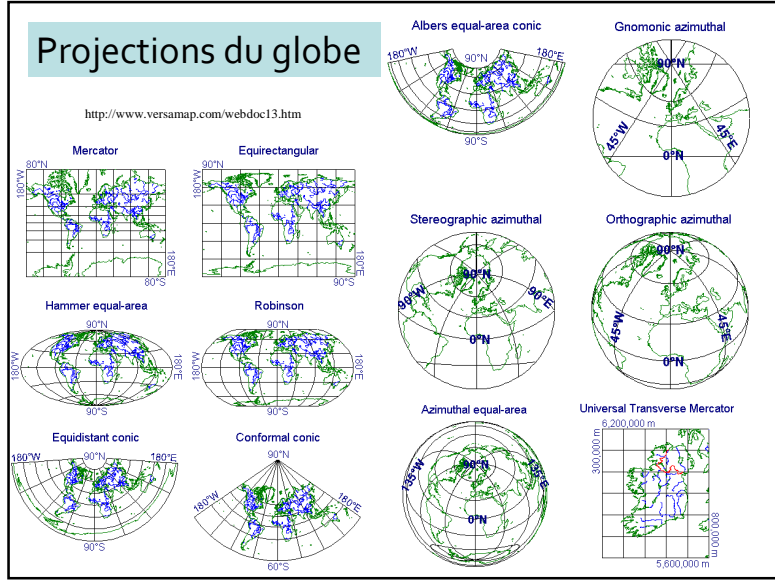 Projections du globe
http://www.versamap.com/webdoc13.htm
Mercator
80°N
180°W
180°E
80°S
Equirectangular
90°N
180°W
180°E
90°S
Hammer equal-area
90°N
180°W
180°E
90°S
Robinson
90°N
180°W
180°E
90°S
Equidistant conic
90°N
180°W
180°E
90°S
Conformal conic
90°N
180°W
180°E
60°S
Albers equal-area conic
90°N
180°W
180°E
90°S
Gnomonic azimuthal
90°N
45°W
45°E
0°N
Stereographic azimuthal
90°N
90°W
90°E
0°N
Orthographic azimuthal
90°N
45°W
45°E
0°N
Azimuthal equal-area
90°N
135°W
135°E
0°N
Universal Transverse Mercator
6,200,000 m
300,000 m
800,000 m
5,600,000 m